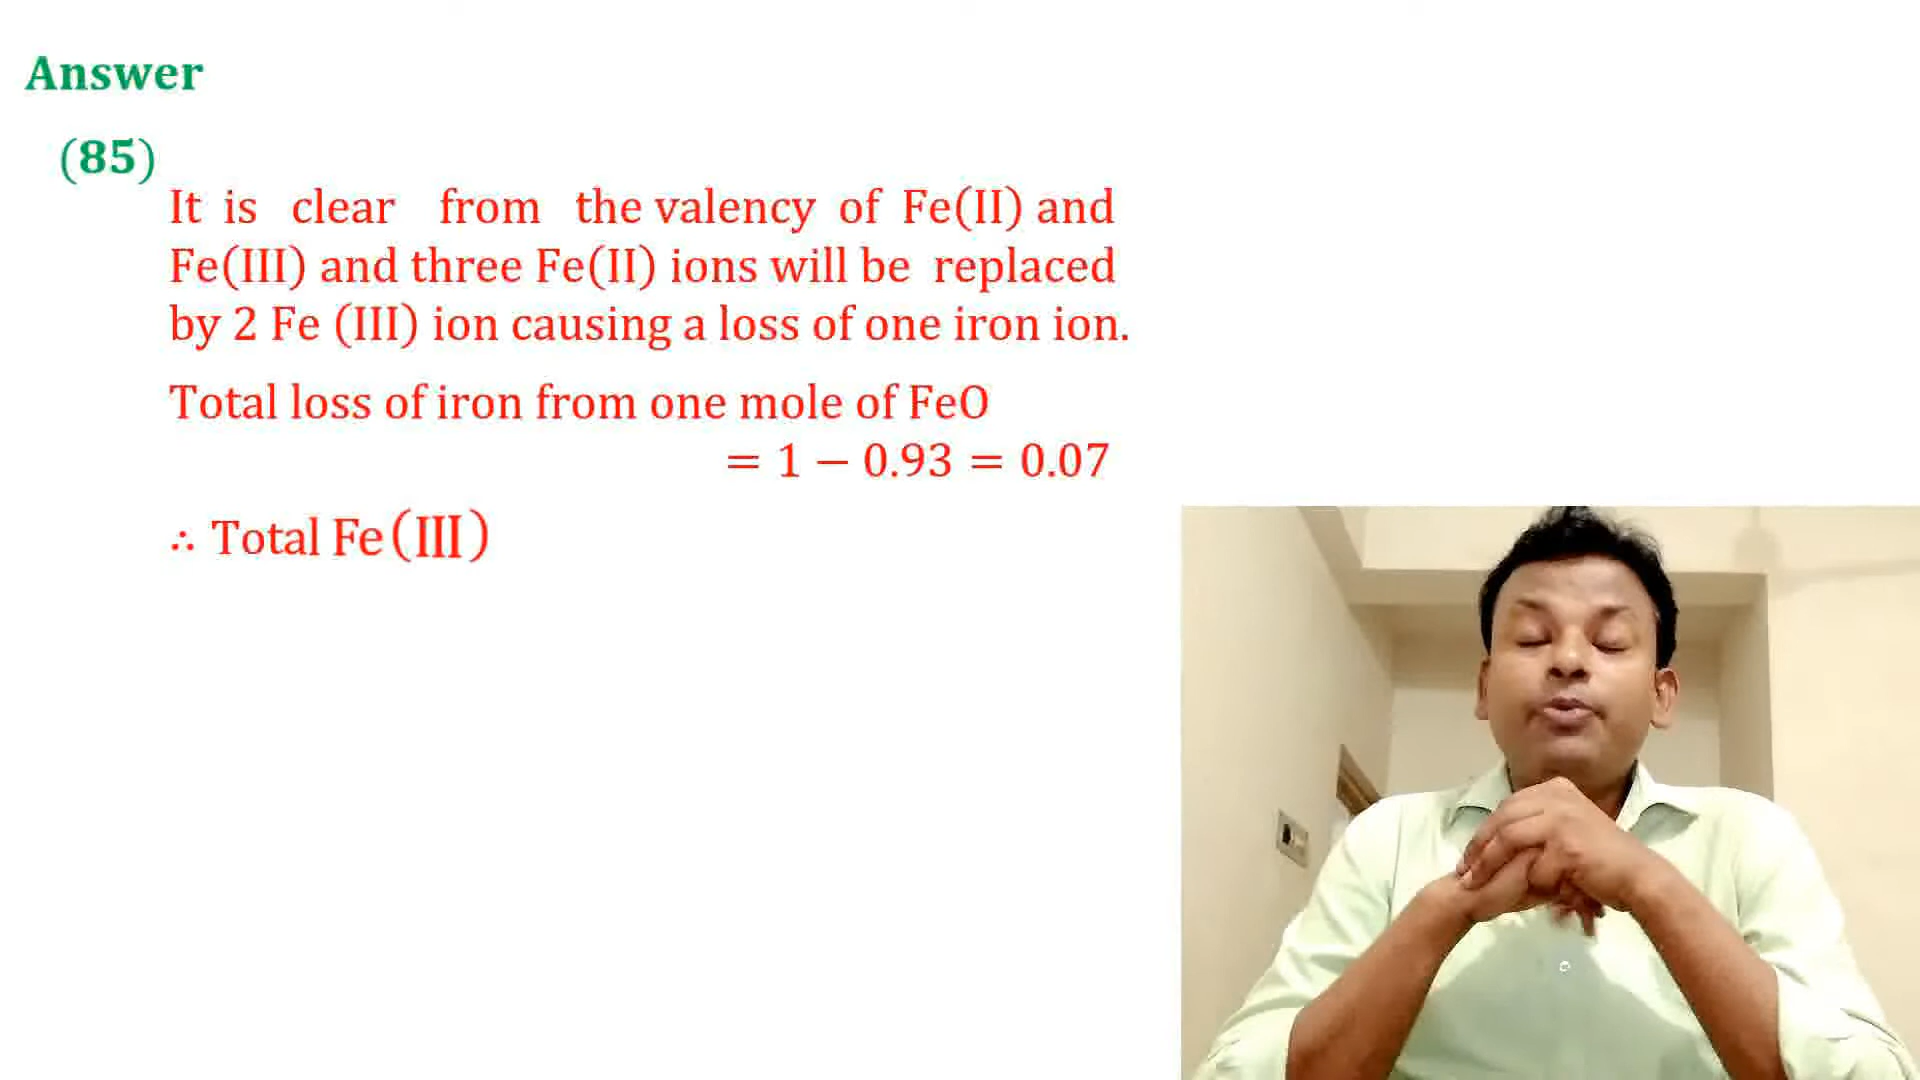 Answer
(85)
It is clear from the valency of Fe(II) and
Fe(III) and three Fe(II) ions will be replaced
by 2 Fe (III) ion causing a loss of one iron ion.
Total loss of iron from one mole of FeO
= 1 − 0.93 = 0.07
∴ Total Fe(III)